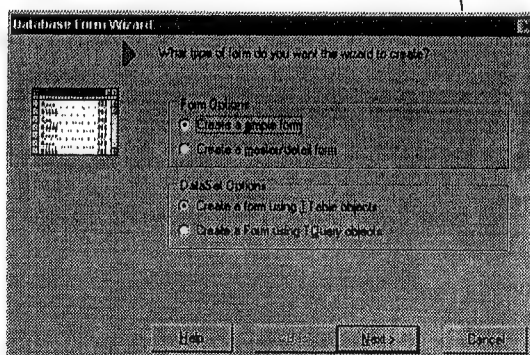 Database Form Wizard
What type of form do you want the wizard to create?
Form Options
Create a simple form
Create a master/detail form
DataSet Options
Create a form using TTable objects
Create a Form using TQuery objects
Help
Next >
Cancel